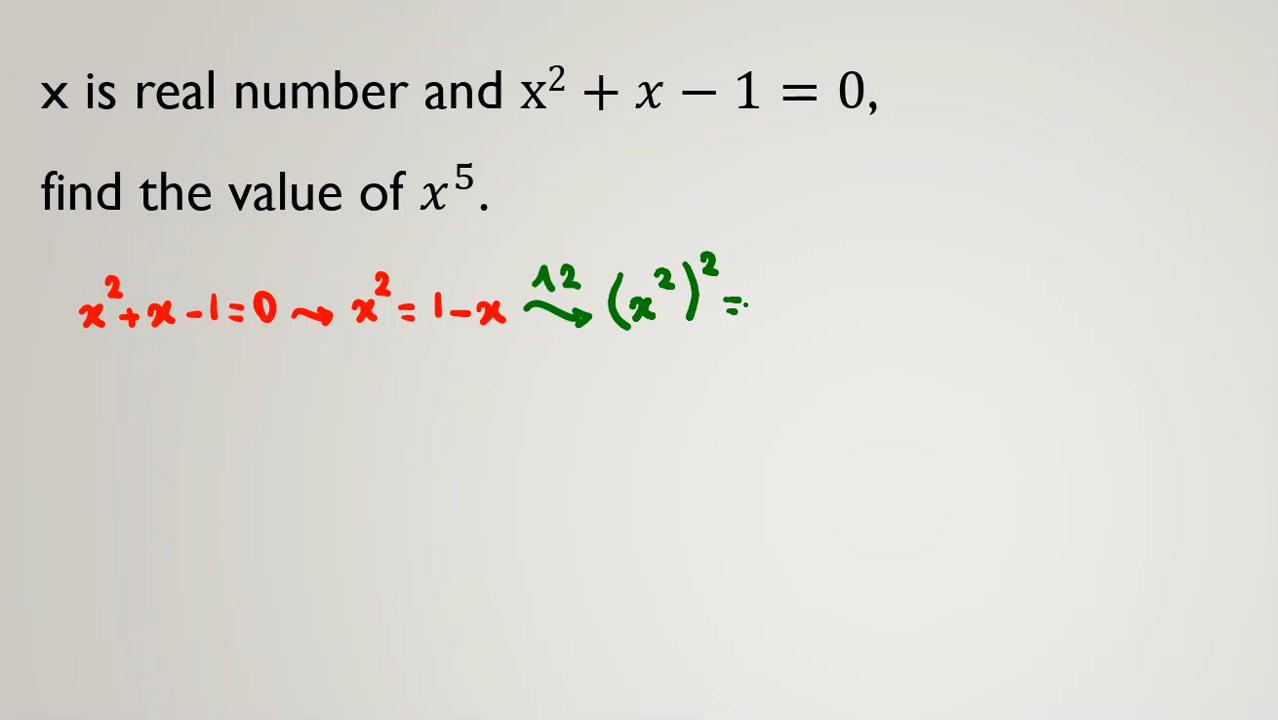 x is real number and x² + x − 1 = 0,
find the value of x⁵.
x² + x - 1 = 0 → x² = 1 - x ^2→ (x²)² =